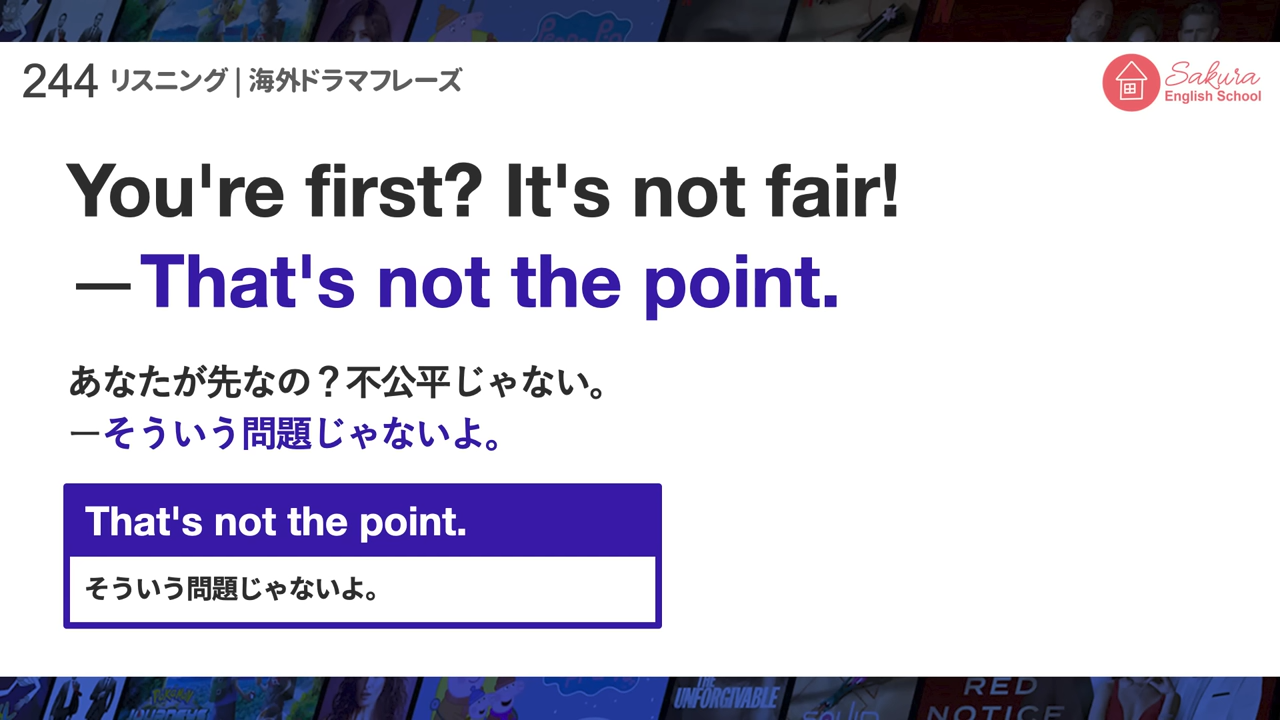 244 リスニング | 海外ドラマフレーズ
Sakura
English School
You're first? It's not fair!
—That's not the point.
あなたが先なの？不公平じゃない。
—そういう問題じゃないよ。
That's not the point.
そういう問題じゃないよ。
THE
UNFORGIVABLE
RED
NOTICE